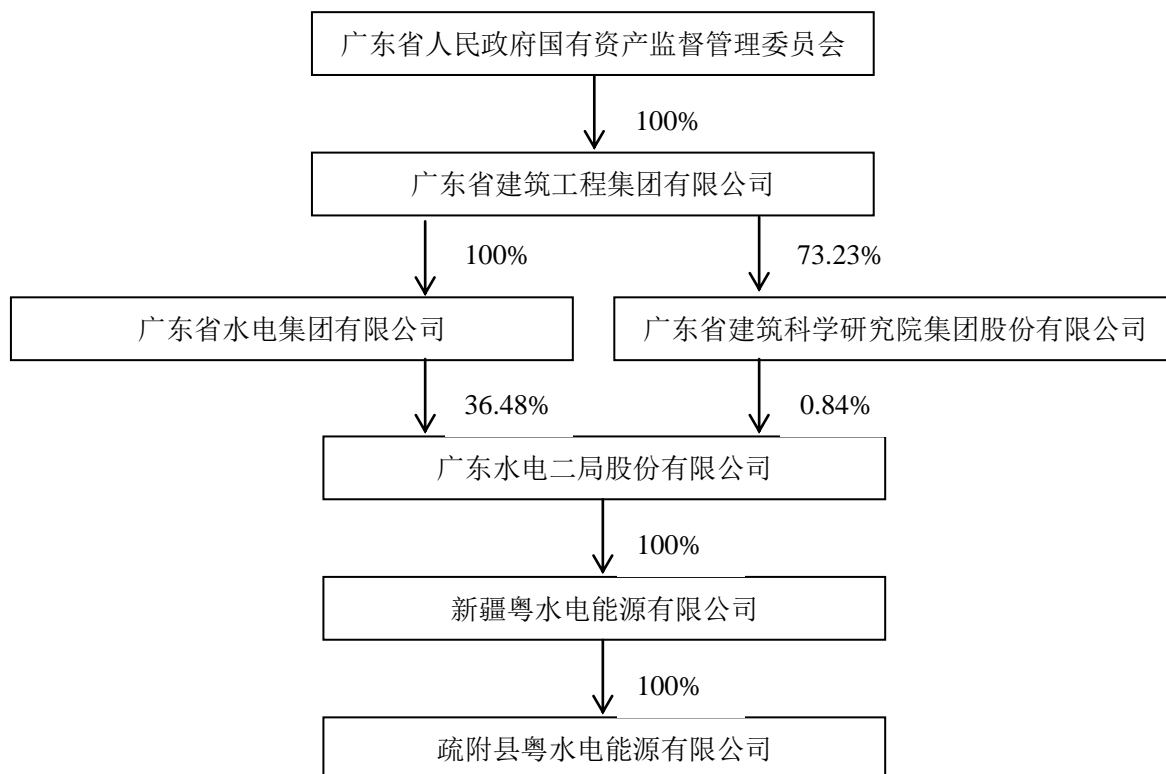 广东省人民政府国有资产监督管理委员会
100%
广东省建筑工程集团有限公司
100%
73.23%
广东省水电集团有限公司
广东省建筑科学研究院集团股份有限公司
36.48%
0.84%
广东水电二局股份有限公司
100%
新疆粤水电能源有限公司
100%
疏附县粤水电能源有限公司